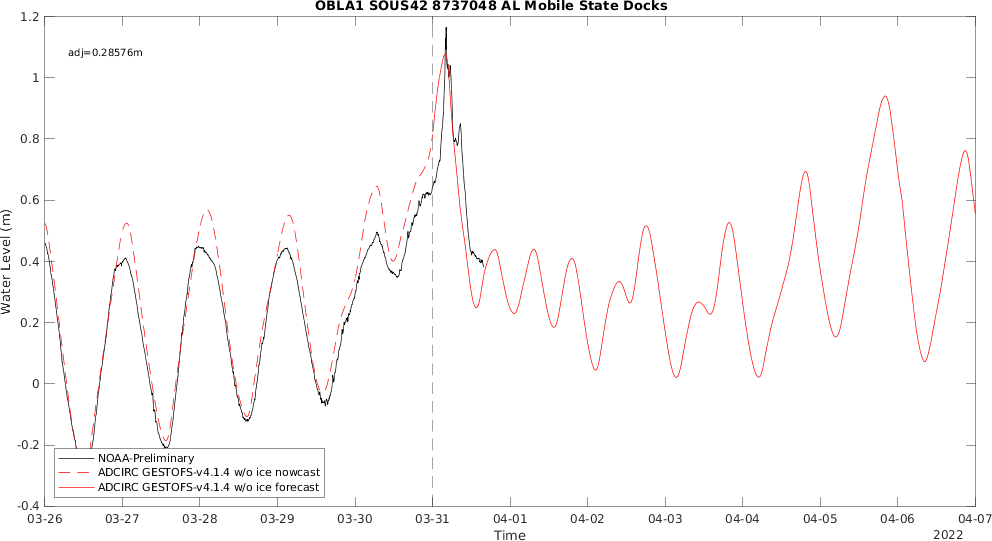 OBLA1 SOUS42 8737048 AL Mobile State Docks
adj=0.28576m
1.2
1
0.8
0.6
0.4
0.2
0
-0.2
-0.4
Water Level (m)
NOAA-Preliminary
ADCIRC GESTOFS-v4.1.4 w/o ice nowcast
ADCIRC GESTOFS-v4.1.4 w/o ice forecast
03-26 03-27 03-28 03-29 03-30 03-31 04-01 04-02 04-03 04-04 04-05 04-06 04-07
Time
2022